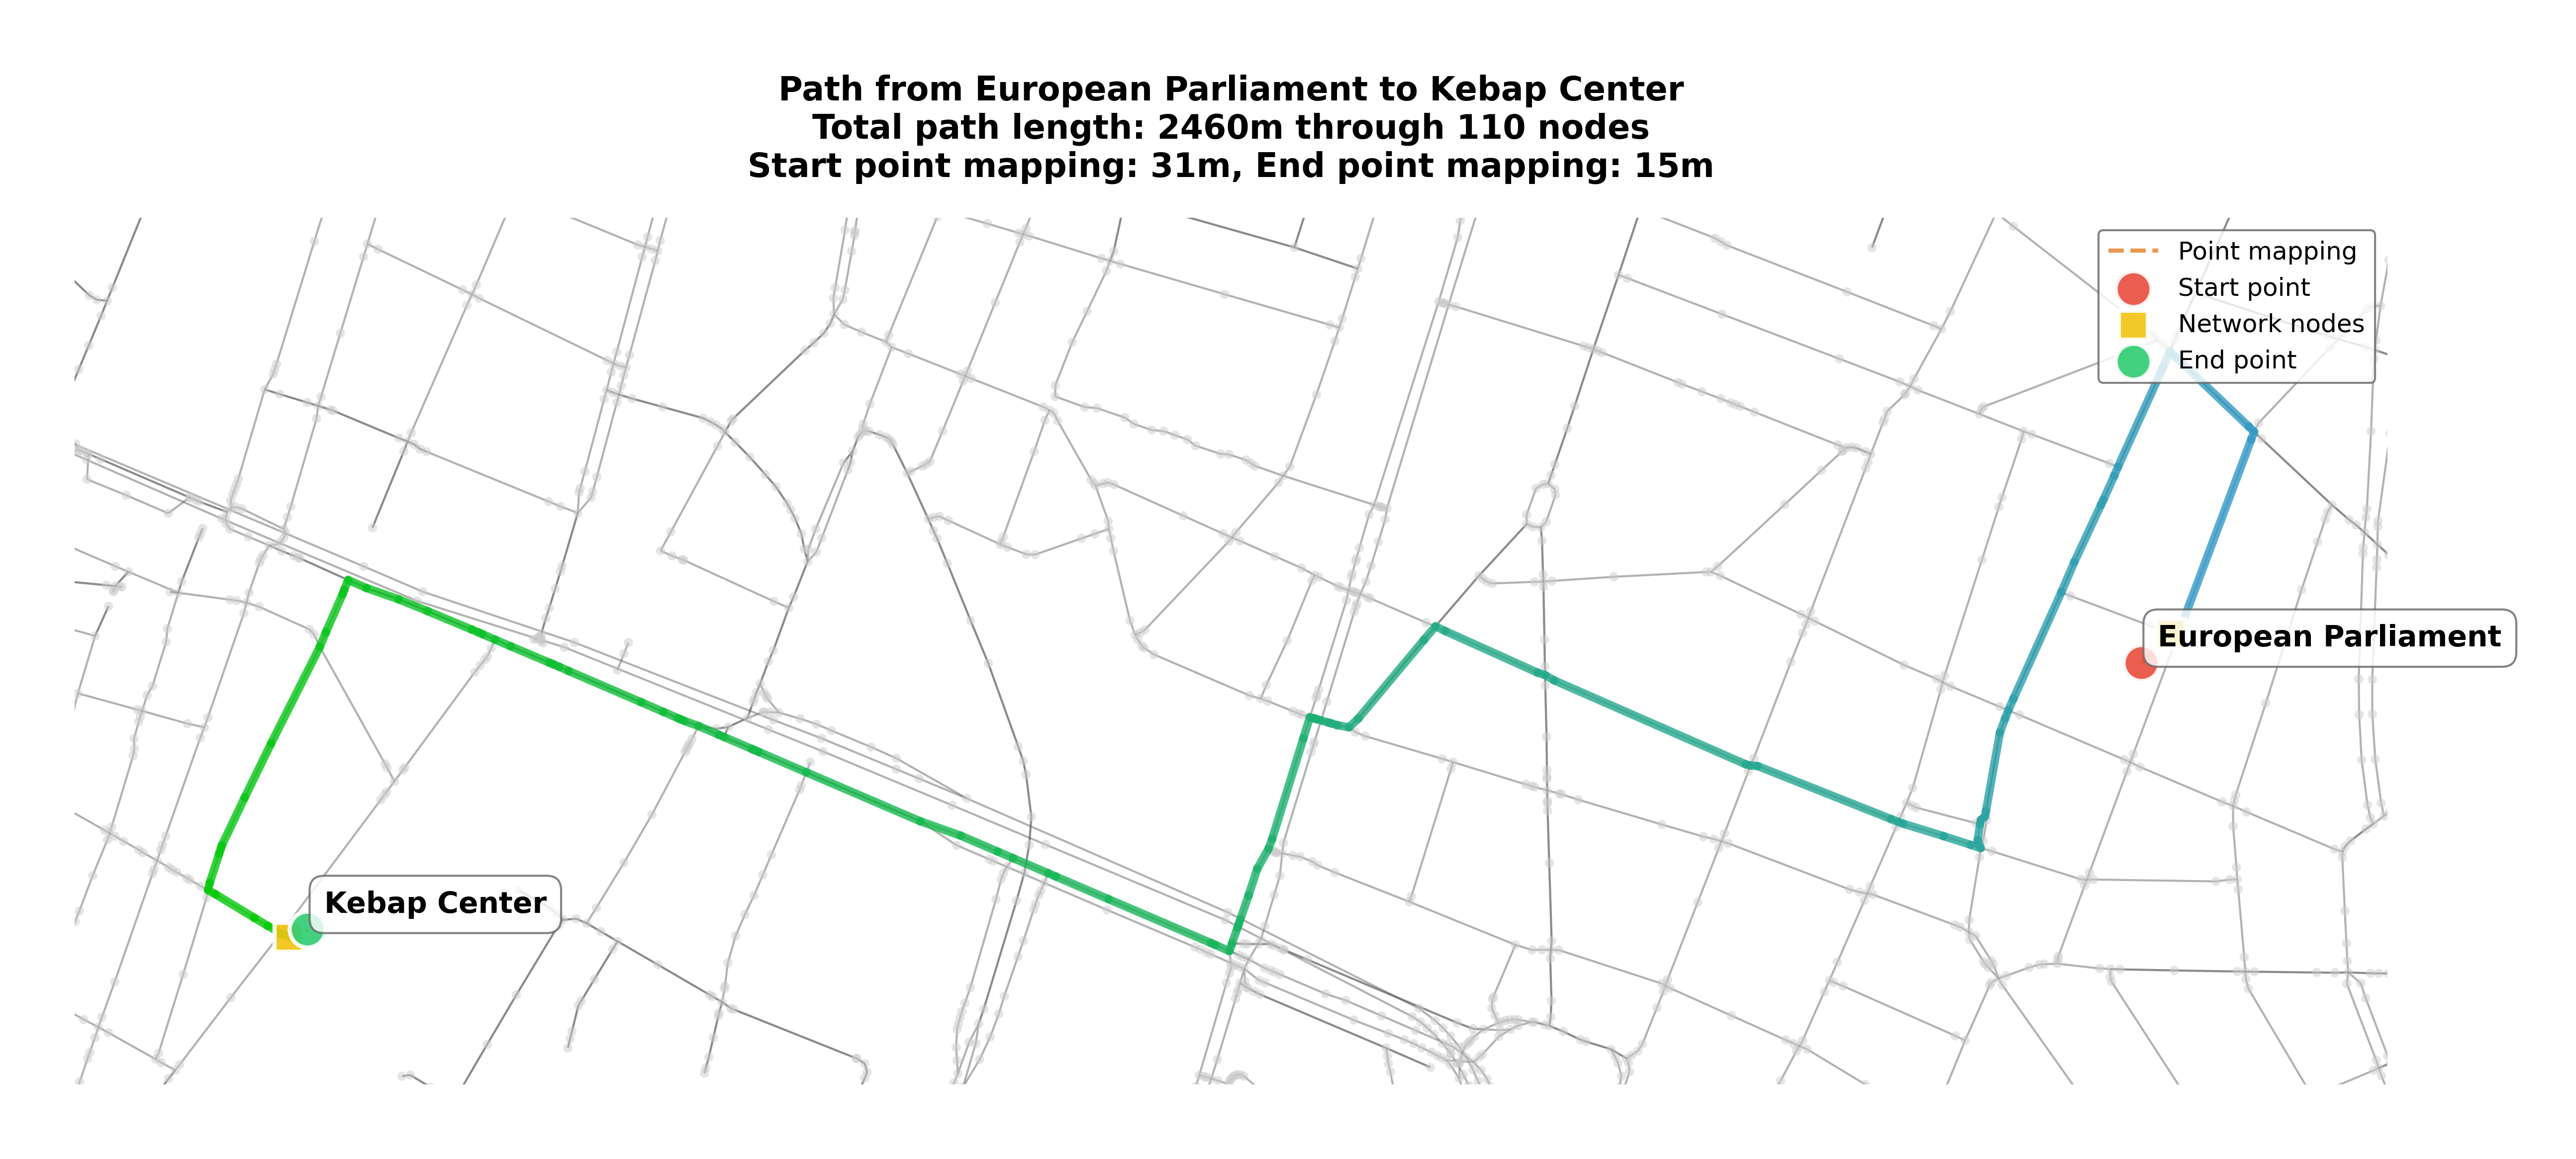 Path from European Parliament to Kebap Center
Total path length: 2460m through 110 nodes
Start point mapping: 31m, End point mapping: 15m
Point mapping
Start point
Network nodes
End point
European Parliament
Kebap Center